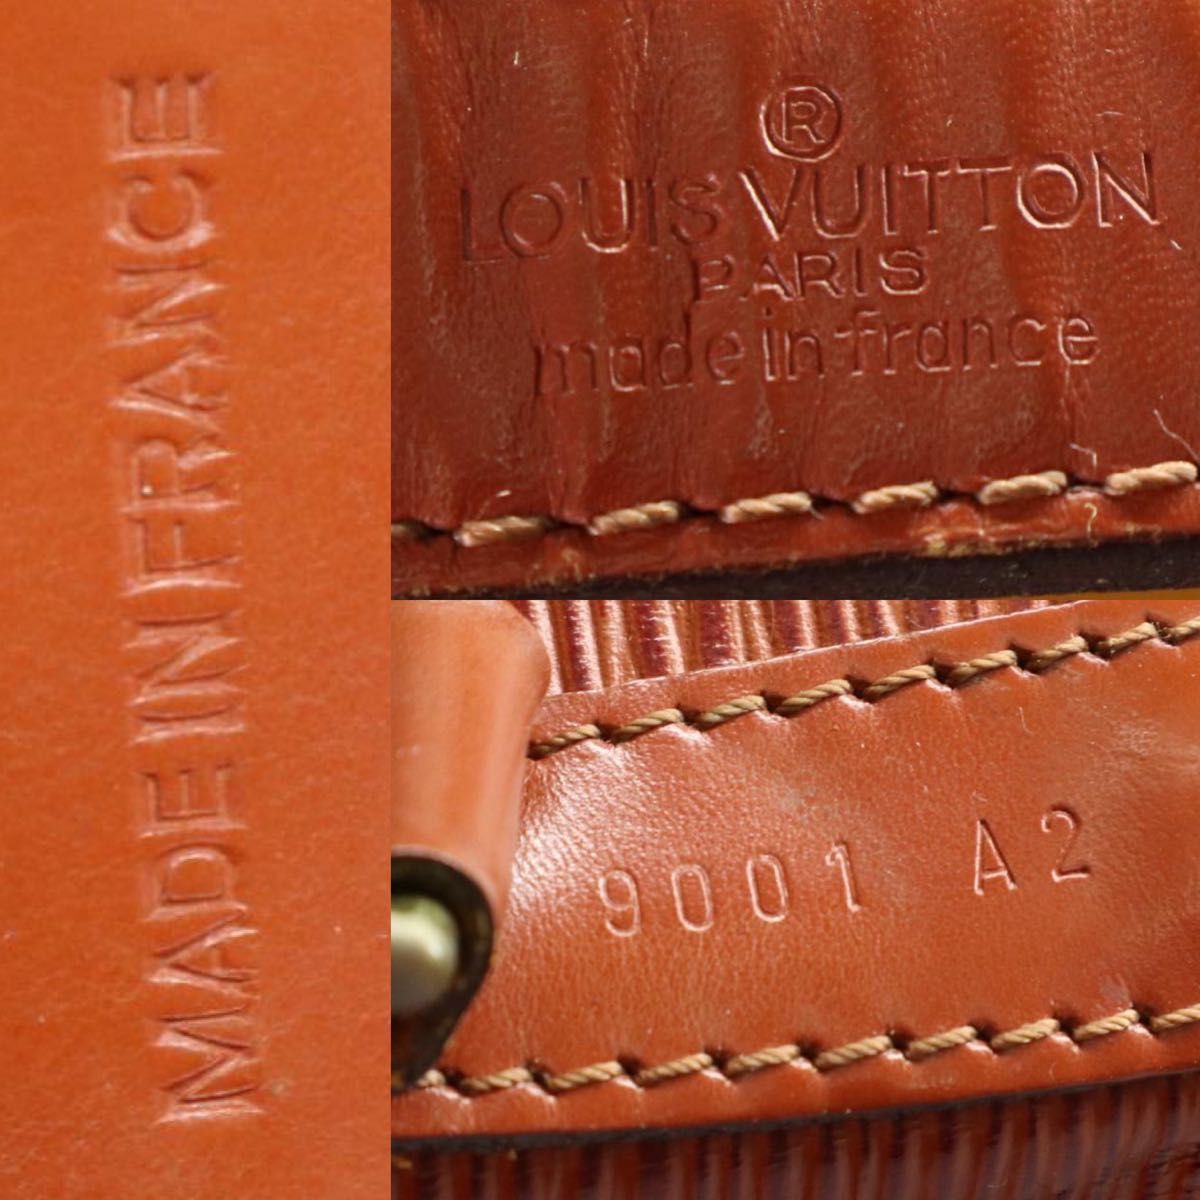 MADE IN FRANCE
®
LOUIS VUITTON
PARIS
made in france
9001 A2